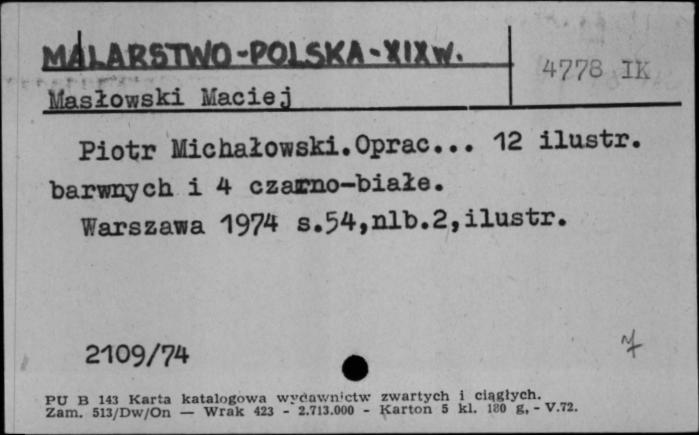 MALARSTWO-POLSKA-XIXw.
4778 IK
Masłowski Maciej
Piotr Michałowski.Oprac... 12 ilustr.
barwnych i 4 czarno-białe.
Warszawa 1974 s.54,nlb.2,ilustr.
2109/74
PU B 143 Karta katalogowa wydawnictw zwartych i ciągłych.
Zam. 513/Dw/On — Wrak 423 - 2.713.000 - Karton 5 kl. 180 g, - V.72.